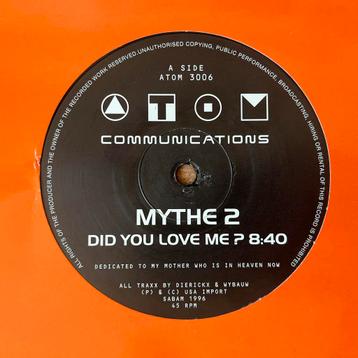 A SIDE
ATOM 3006
ATOM
COMMUNICATIONS
MYTHE 2
DID YOU LOVE ME? 8:40
DEDICATED TO MY MOTHER WHO IS IN HEAVEN NOW
ALL TRAXX BY DIERICKX & WYBAUW
(P) & (C) USA IMPORT
SABAM 1996
45 RPM
ALL RIGHTS OF THE PRODUCER AND THE OWNER OF THE RECORDED WORK RESERVED.UNAUTHORISED COPYING, PUBLIC PERFORMANCE, BROADCASTING, HIRING OR RENTAL OF THIS RECORD IS PROHIBITED